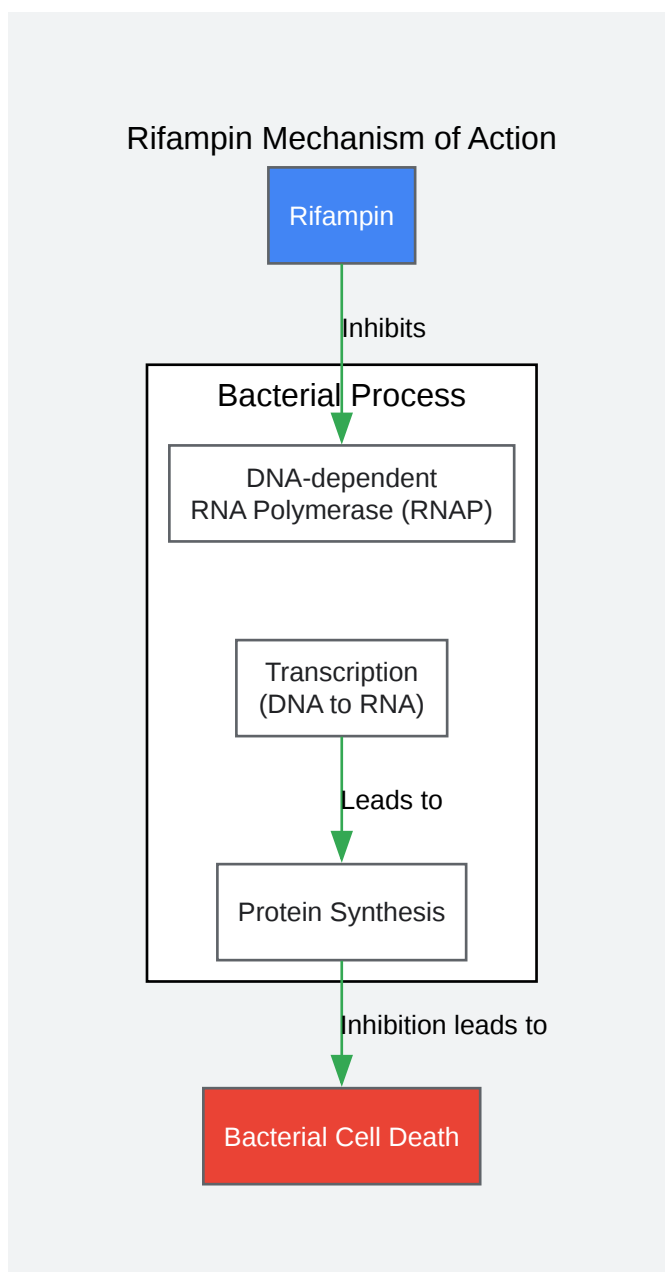 Rifampin Mechanism of Action
Rifampin
Inhibits
Bacterial Process
DNA-dependent
RNA Polymerase (RNAP)
Transcription
(DNA to RNA)
Leads to
Protein Synthesis
Inhibition leads to
Bacterial Cell Death